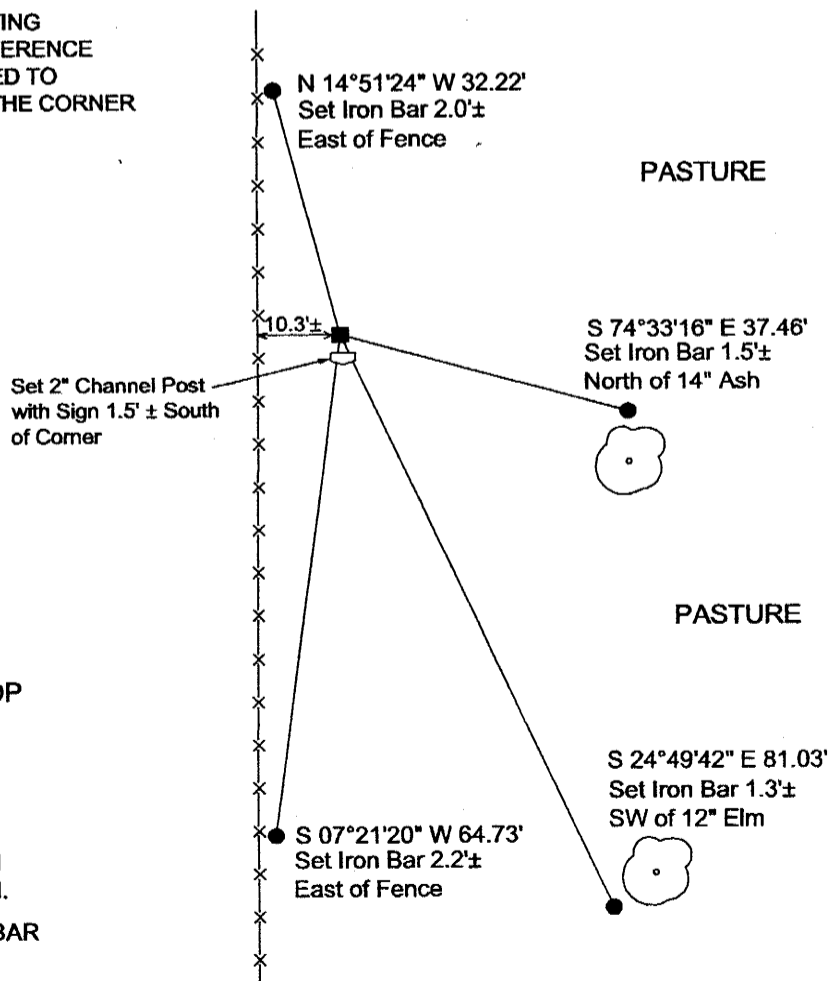 ING
ERENCE
ED TO
THE CORNER
N 14°51'24" W 32.22'
Set Iron Bar 2.0'±
East of Fence
PASTURE
10.3'±
S 74°33'16" E 37.46'
Set Iron Bar 1.5'±
North of 14" Ash
Set 2" Channel Post
with Sign 1.5' ± South
of Corner
PASTURE
OP
S 24°49'42" E 81.03'
Set Iron Bar 1.3'±
SW of 12" Elm
S 07°21'20" W 64.73'
Set Iron Bar 2.2'±
East of Fence
BAR